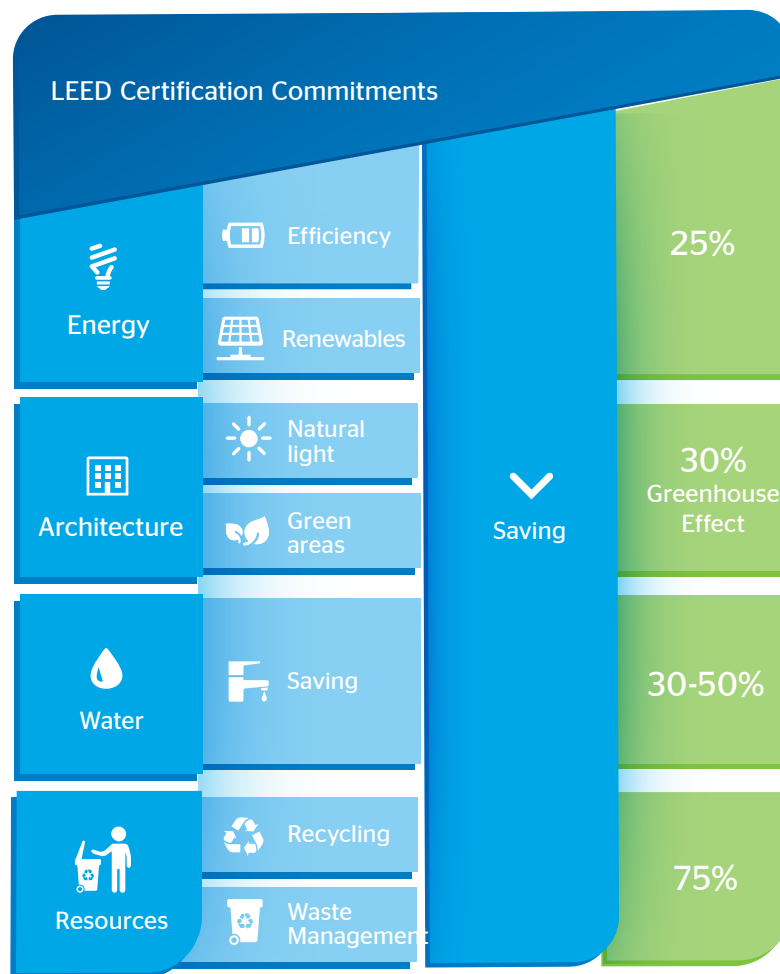 LEED Certification Commitments
Energy
Efficiency
Renewables
25%
Architecture
Natural
light
Green
areas
Saving
30%
Greenhouse
Effect
Water
Saving
30-50%
Resources
Recycling
Waste
Management
75%